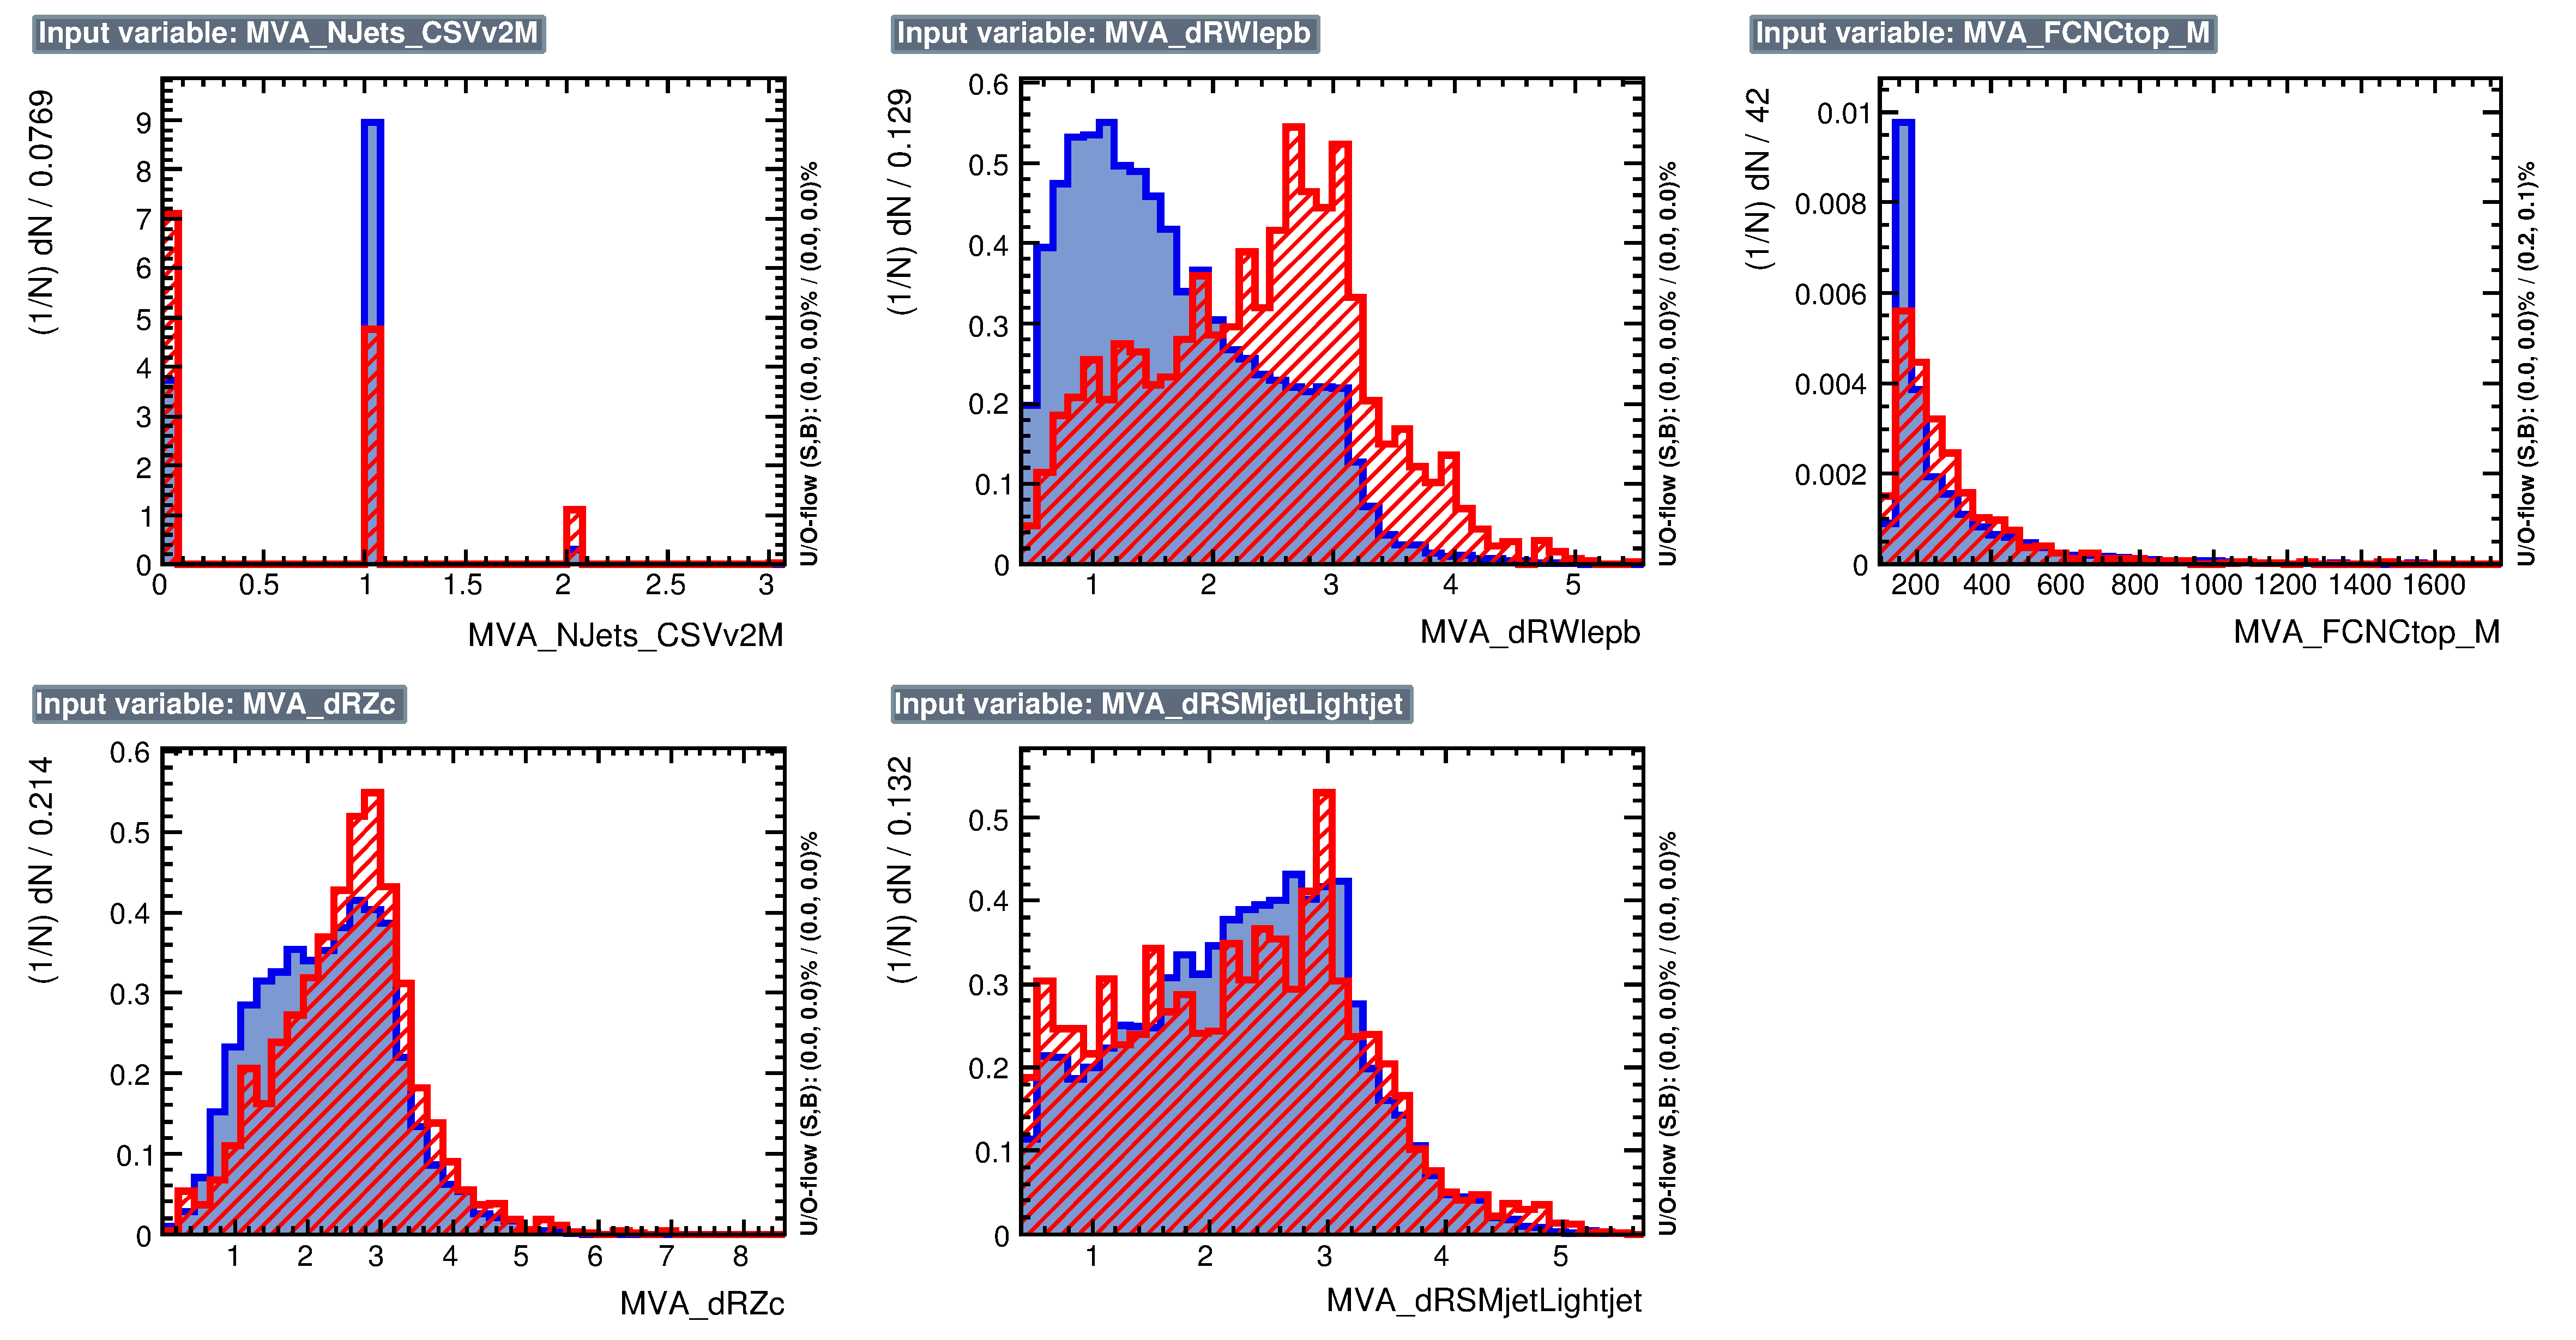 Input variable: MVA_NJets_CSVv2M
(1/N) dN / 0.0769
9
8
7
6
5
4
3
2
1
0
0 0.5 1 1.5 2 2.5 3
MVA_NJets_CSVv2M
U/O-flow (S,B): (0.0, 0.0)% / (0.0, 0.0)%
Input variable: MVA_dRWlepb
(1/N) dN / 0.129
0.6
0.5
0.4
0.3
0.2
0.1
0
1 2 3 4 5
MVA_dRWlepb
U/O-flow (S,B): (0.0, 0.0)% / (0.0, 0.0)%
Input variable: MVA_FCNCtop_M
(1/N) dN / 42
0.01
0.008
0.006
0.004
0.002
0
200 400 600 800 1000 1200 1400 1600
MVA_FCNCtop_M
U/O-flow (S,B): (0.0, 0.0)% / (0.2, 0.1)%
Input variable: MVA_dRZc
(1/N) dN / 0.214
0.6
0.5
0.4
0.3
0.2
0.1
0
1 2 3 4 5 6 7 8
MVA_dRZc
U/O-flow (S,B): (0.0, 0.0)% / (0.0, 0.0)%
Input variable: MVA_dRSMjetLightjet
(1/N) dN / 0.132
0.5
0.4
0.3
0.2
0.1
0
1 2 3 4 5
MVA_dRSMjetLightjet
U/O-flow (S,B): (0.0, 0.0)% / (0.0, 0.0)%